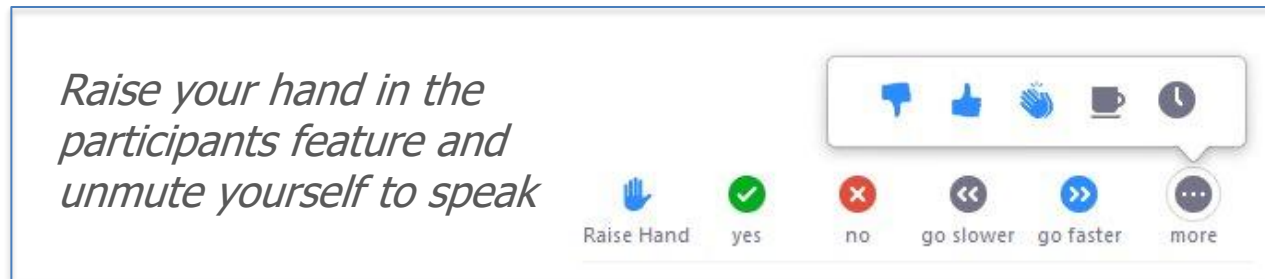 Raise your hand in the
participants feature and
unmute yourself to speak
Raise Hand yes no go slower go faster more